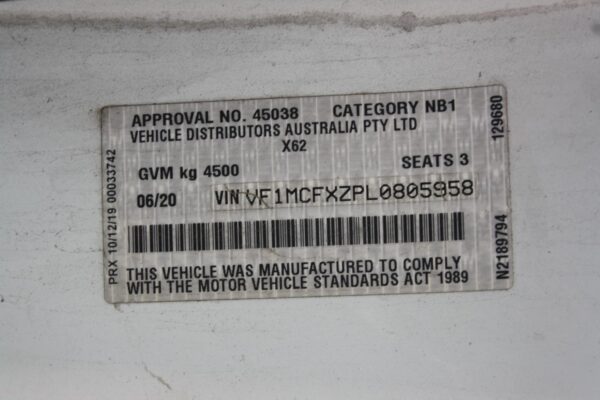 APPROVAL NO. 45038 CATEGORY NB1
VEHICLE DISTRIBUTORS AUSTRALIA PTY LTD
X62
GVM kg 4500 SEATS 3
06/20 VIN VF1MCFXZPL0805958
THIS VEHICLE WAS MANUFACTURED TO COMPLY
WITH THE MOTOR VEHICLE STANDARDS ACT 1989
PRX 10/12/19 00033742
N2189794 129680